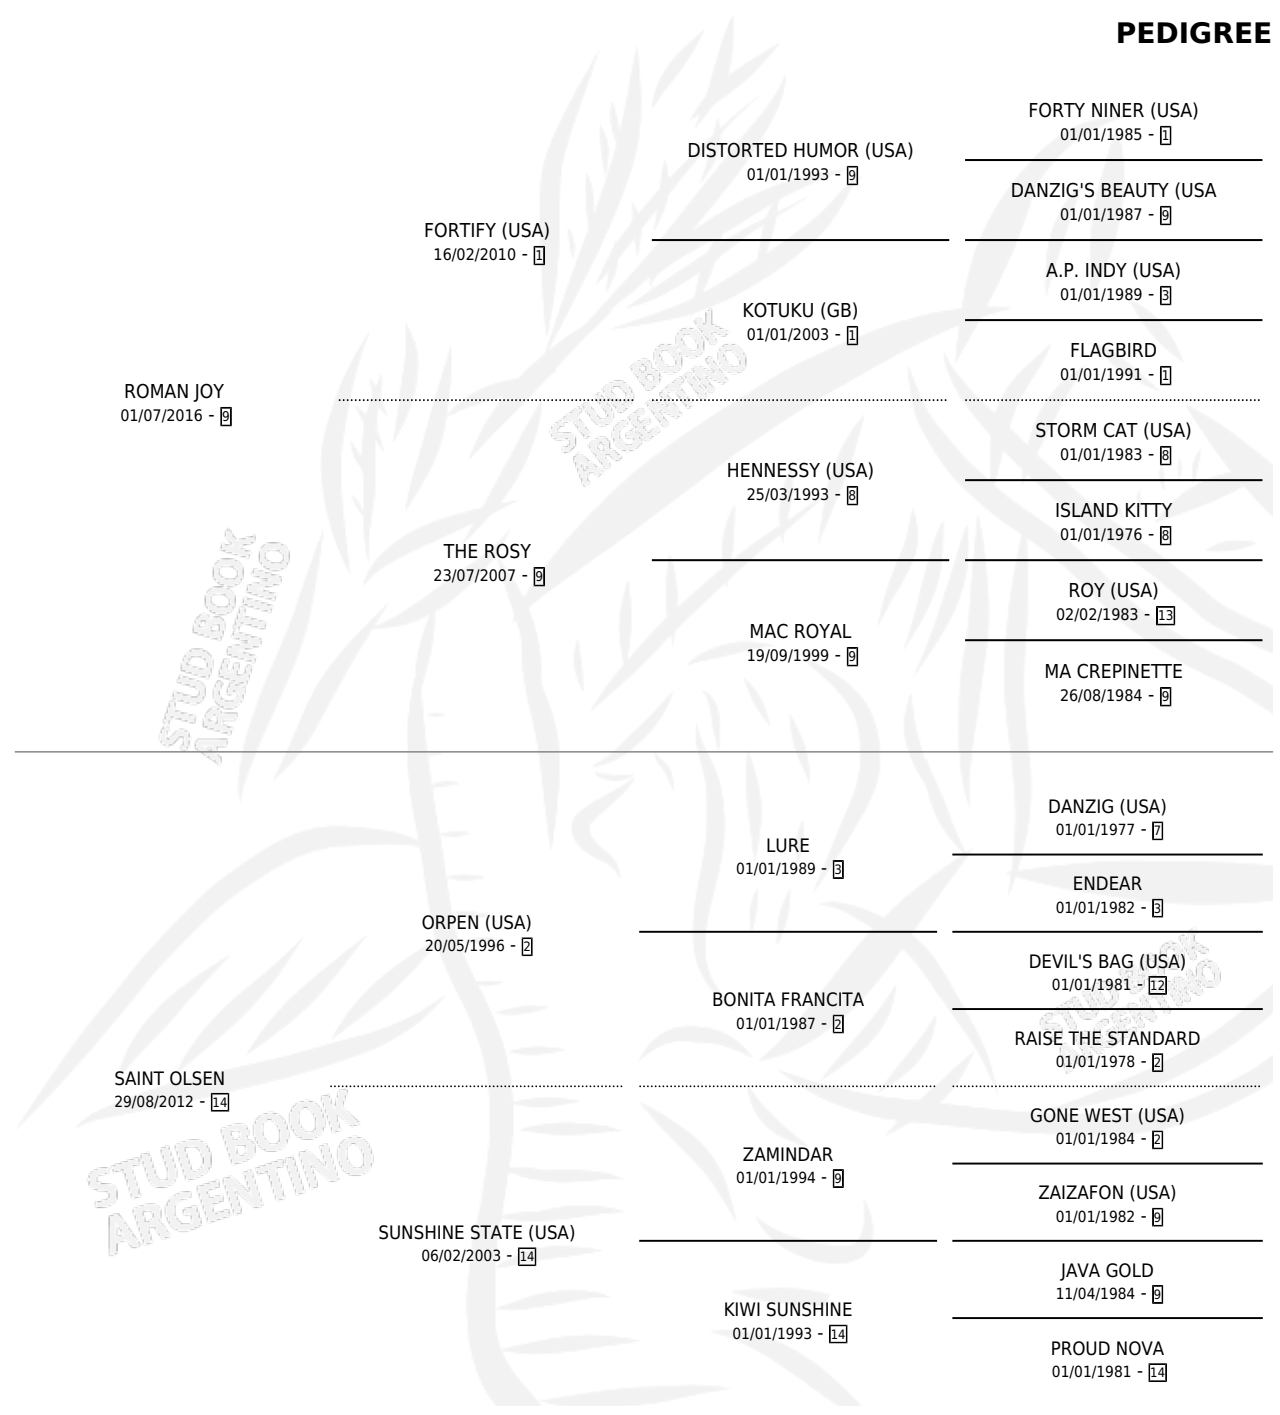 PEDIGREE
FORTY NINER (USA)
01/01/1985 - 1
DISTORTED HUMOR (USA)
01/01/1993 - 9
DANZIG'S BEAUTY (USA
01/01/1987 - 9
FORTIFY (USA)
16/02/2010 - 1
A.P. INDY (USA)
01/01/1989 - 3
KOTUKU (GB)
01/01/2003 - 1
FLAGBIRD
01/01/1991 - 1
ROMAN JOY
01/07/2016 - 9
STORM CAT (USA)
01/01/1983 - 8
HENNESSY (USA)
25/03/1993 - 8
ISLAND KITTY
01/01/1976 - 8
THE ROSY
23/07/2007 - 9
ROY (USA)
02/02/1983 - 13
MAC ROYAL
19/09/1999 - 9
MA CREPINETTE
26/08/1984 - 9
DANZIG (USA)
01/01/1977 - 7
LURE
01/01/1989 - 3
ENDEAR
01/01/1982 - 3
ORPEN (USA)
20/05/1996 - 2
DEVIL'S BAG (USA)
01/01/1981 - 12
BONITA FRANCITA
01/01/1987 - 2
RAISE THE STANDARD
01/01/1978 - 2
SAINT OLSEN
29/08/2012 - 14
GONE WEST (USA)
01/01/1984 - 2
ZAMINDAR
01/01/1994 - 9
ZAIZAFON (USA)
01/01/1982 - 9
SUNSHINE STATE (USA)
06/02/2003 - 14
JAVA GOLD
11/04/1984 - 9
KIWI SUNSHINE
01/01/1993 - 14
PROUD NOVA
01/01/1981 - 14
STUD BOOK
ARGENTINO
STUD BOOK
ARGENTINO
STUD BOOK
ARGENTINO
STUD BOOK
ARGENTINO